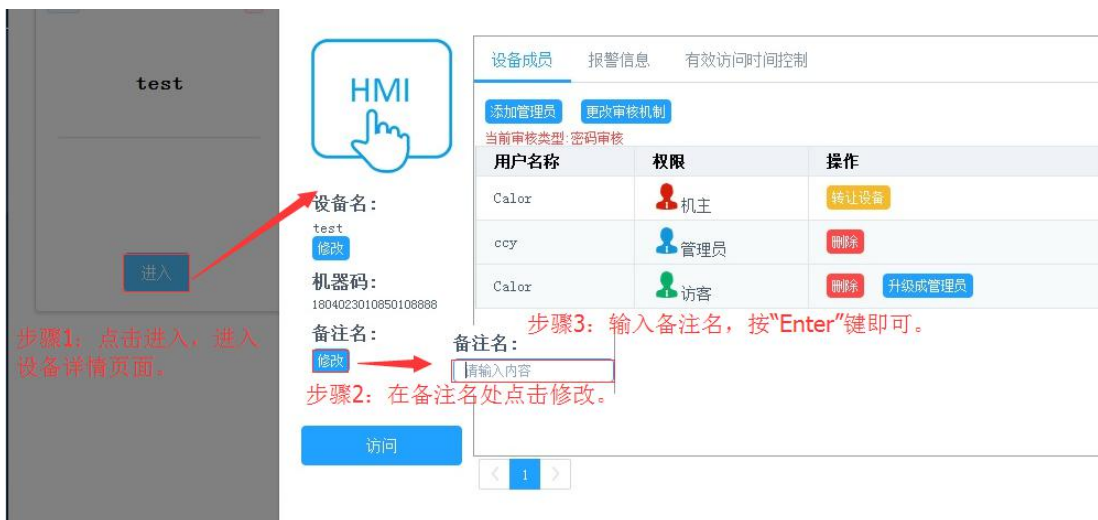 test
进入
步骤1：点击进入，进入
设备详情页面。
HMI
设备名：
test
修改
机器码：
1804023010850108888
备注名：
修改
步骤2：在备注名处点击修改。
访问
设备成员 报警信息 有效访问时间控制
添加管理员 更改审核机制
当前审核类型:密码审核
用户名称 权限 操作
Calor 机主 转让设备
ccy 管理员 删除
Calor 访客 删除 升级成管理员
步骤3：输入备注名，按“Enter”键即可。
备注名：
请输入内容
< 1 >